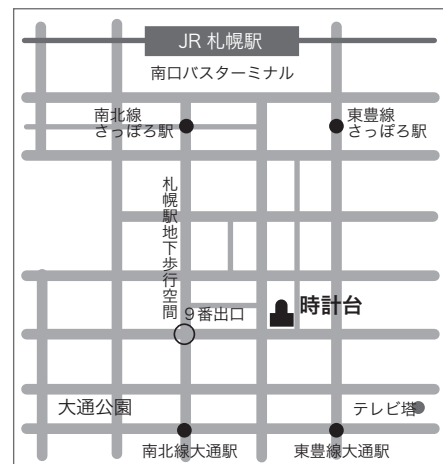 JR 札幌駅
南口バスターミナル
南北線
さっぽろ駅
東豊線
さっぽろ駅
札幌駅地下歩行空間
9番出口
時計台
大通公園
テレビ塔
南北線大通駅
東豊線大通駅